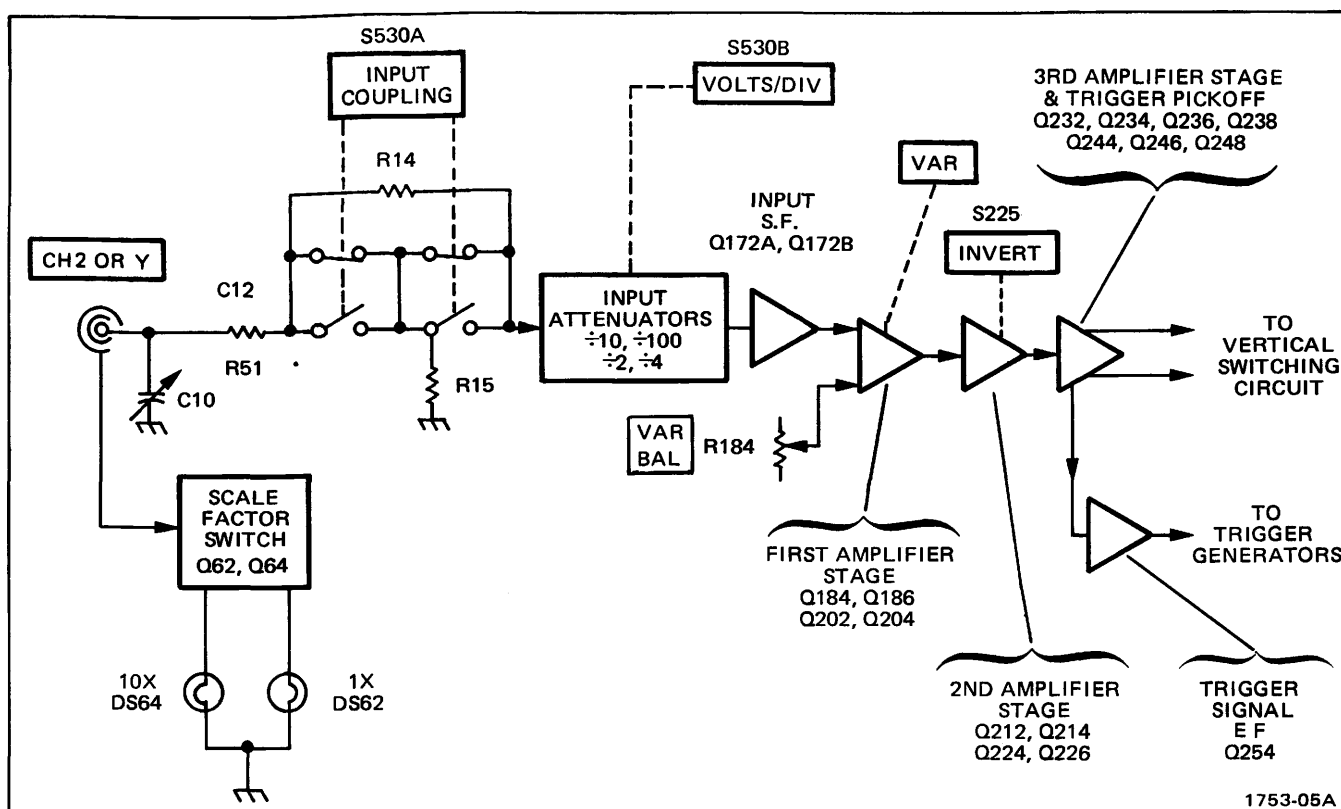 S530A
INPUT
COUPLING
S530B
VOLTS/DIV
3RD AMPLIFIER STAGE
& TRIGGER PICKOFF
Q232, Q234, Q236, Q238
Q244, Q246, Q248
R14
VAR
INPUT
S.F.
Q172A, Q172B
S225
INVERT
CH2 OR Y
C12
R51
C10
R15
INPUT
ATTENUATORS
÷10, ÷100
÷2, ÷4
TO
VERTICAL
SWITCHING
CIRCUIT
VAR
BAL
R184
SCALE
FACTOR
SWITCH
Q62, Q64
FIRST AMPLIFIER
STAGE
Q184, Q186
Q202, Q204
TO
TRIGGER
GENERATORS
10X
DS64
1X
DS62
2ND AMPLIFIER
STAGE
Q212, Q214
Q224, Q226
TRIGGER
SIGNAL
E F
Q254
1753-05A